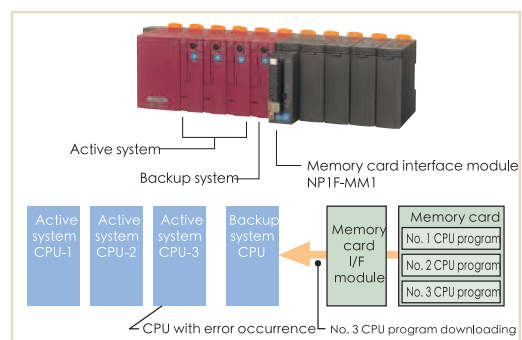 Active system
Backup system
Memory card interface module
NP1F-MM1
Active
system
CPU-1
Active
system
CPU-2
Active
system
CPU-3
Backup
system
CPU
Memory
card
I/F
module
Memory card
No. 1 CPU program
No. 2 CPU program
No. 3 CPU program
CPU with error occurrence
No. 3 CPU program downloading